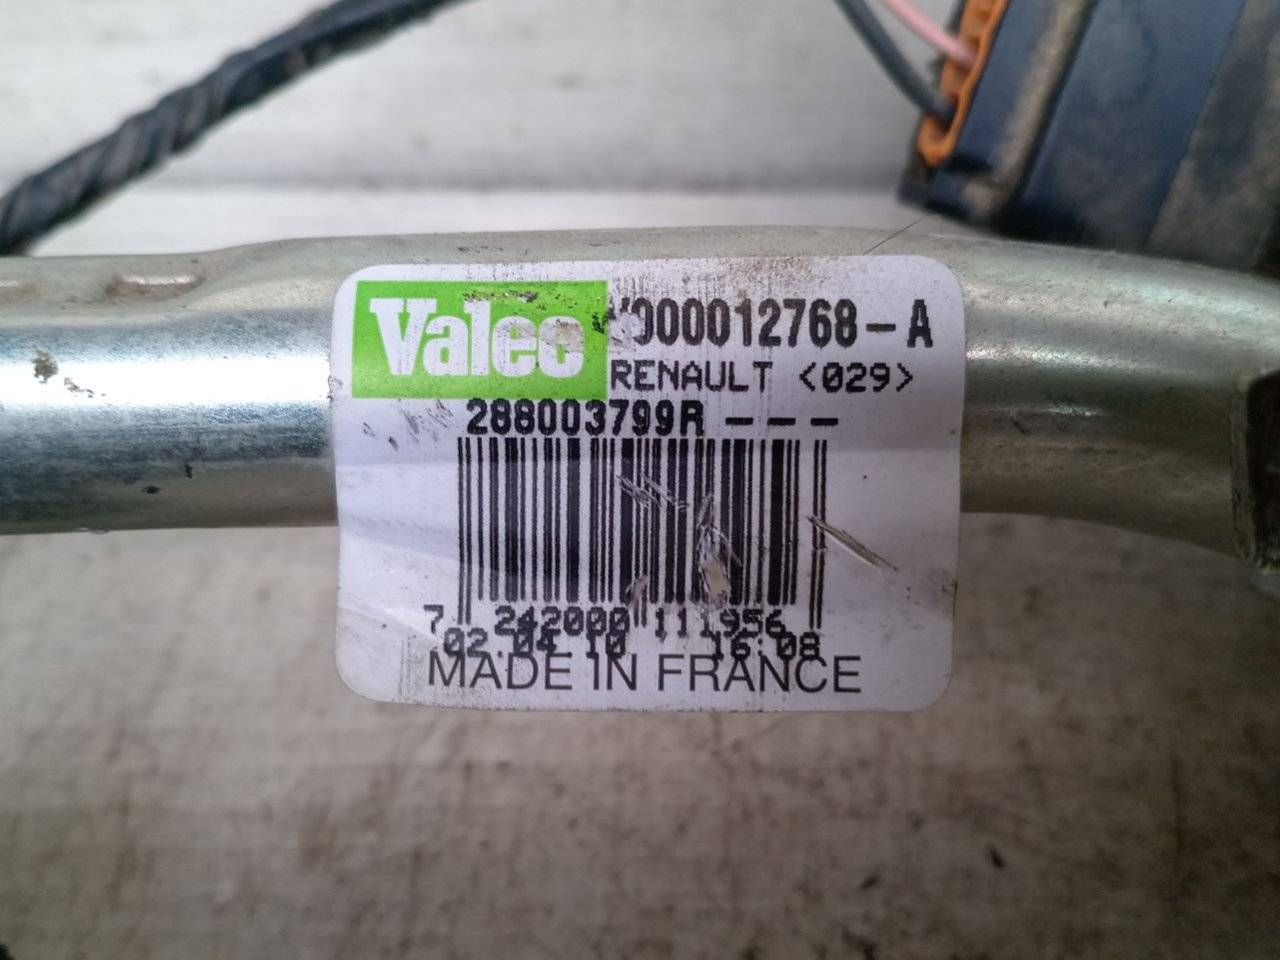 Valeo
W000012768-A
RENAULT <029>
288003799R ---
7 242000 111956
02.04 10 16:08
MADE IN FRANCE